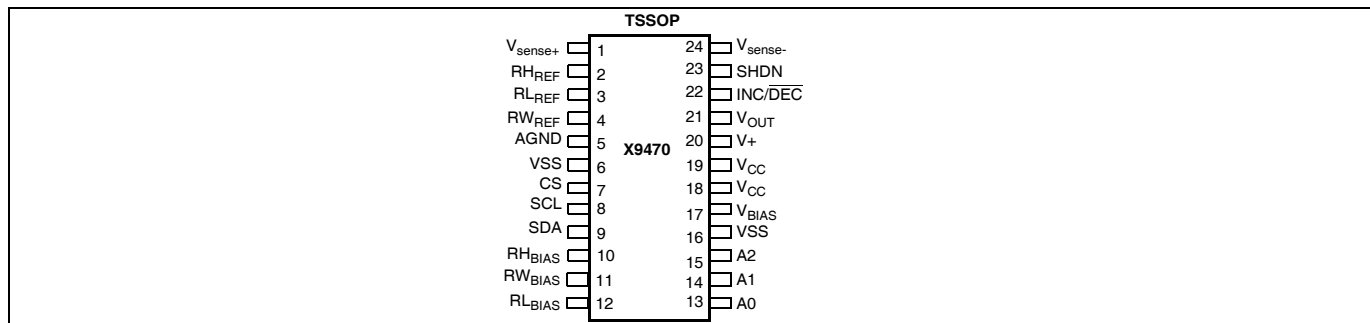 TSSOP
Vsense+ 1 24 Vsense-
RHREF 2 23 SHDN
RLREF 3 22 INC/DEC
RWREF 4 21 VOUT
AGND 5 20 V+
X9470
VSS 6 19 VCC
CS 7 18 VCC
SCL 8 17 VBIAS
SDA 9 16 VSS
RHBIAS 10 15 A2
RWBIAS 11 14 A1
RLBIAS 12 13 A0